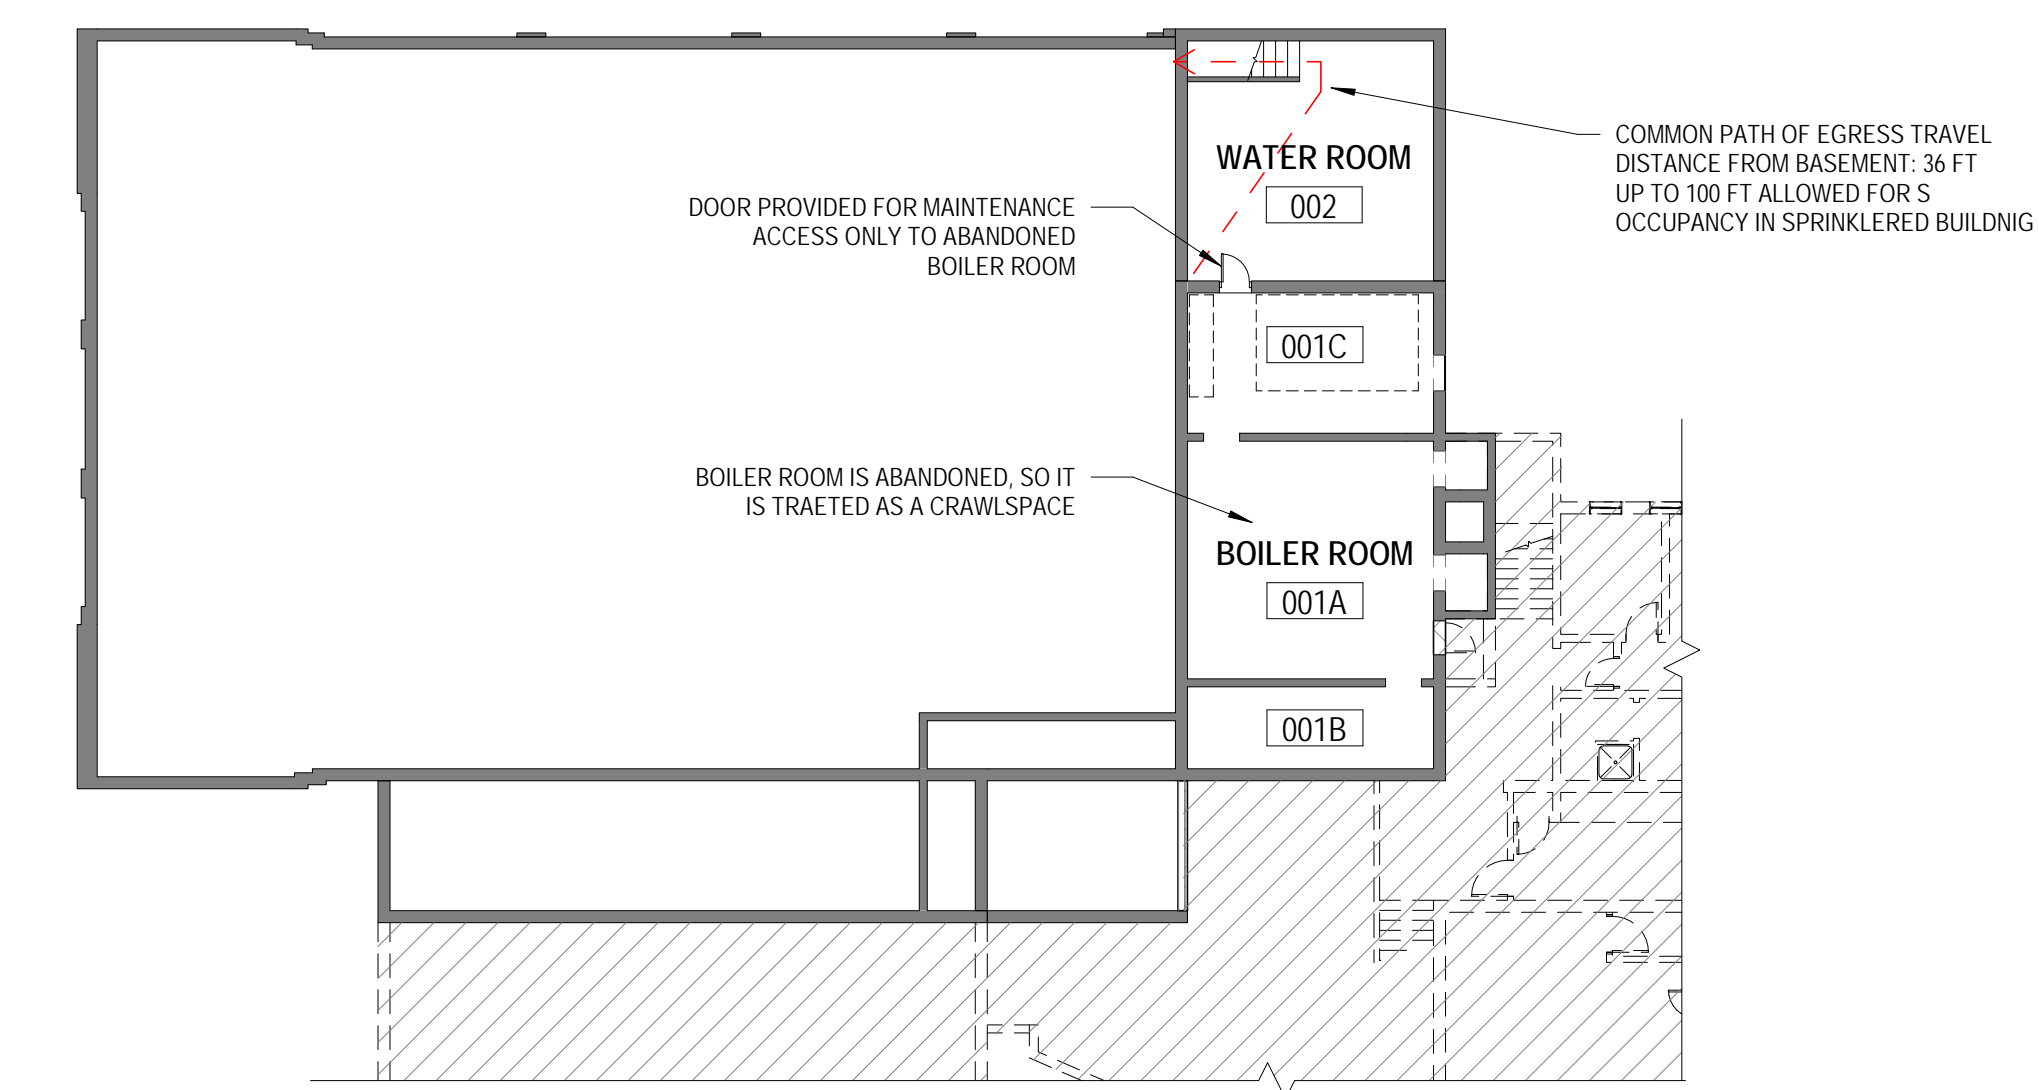 COMMON PATH OF EGRESS TRAVEL
DISTANCE FROM BASEMENT: 36 FT
UP TO 100 FT ALLOWED FOR S
OCCUPANCY IN SPRINKLERED BUILDNIG
WATER ROOM
002
DOOR PROVIDED FOR MAINTENANCE
ACCESS ONLY TO ABANDONED
BOILER ROOM
001C
BOILER ROOM IS ABANDONED, SO IT
IS TRAETED AS A CRAWLSPACE
BOILER ROOM
001A
001B